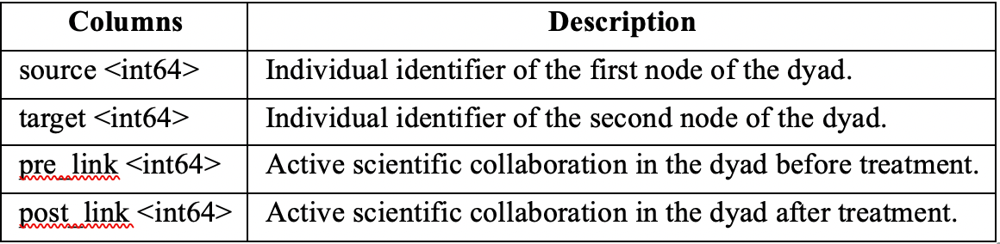 Columns Description
source <int64> Individual identifier of the first node of the dyad.
target <int64> Individual identifier of the second node of the dyad.
pre_link <int64> Active scientific collaboration in the dyad before treatment.
post_link <int64> Active scientific collaboration in the dyad after treatment.